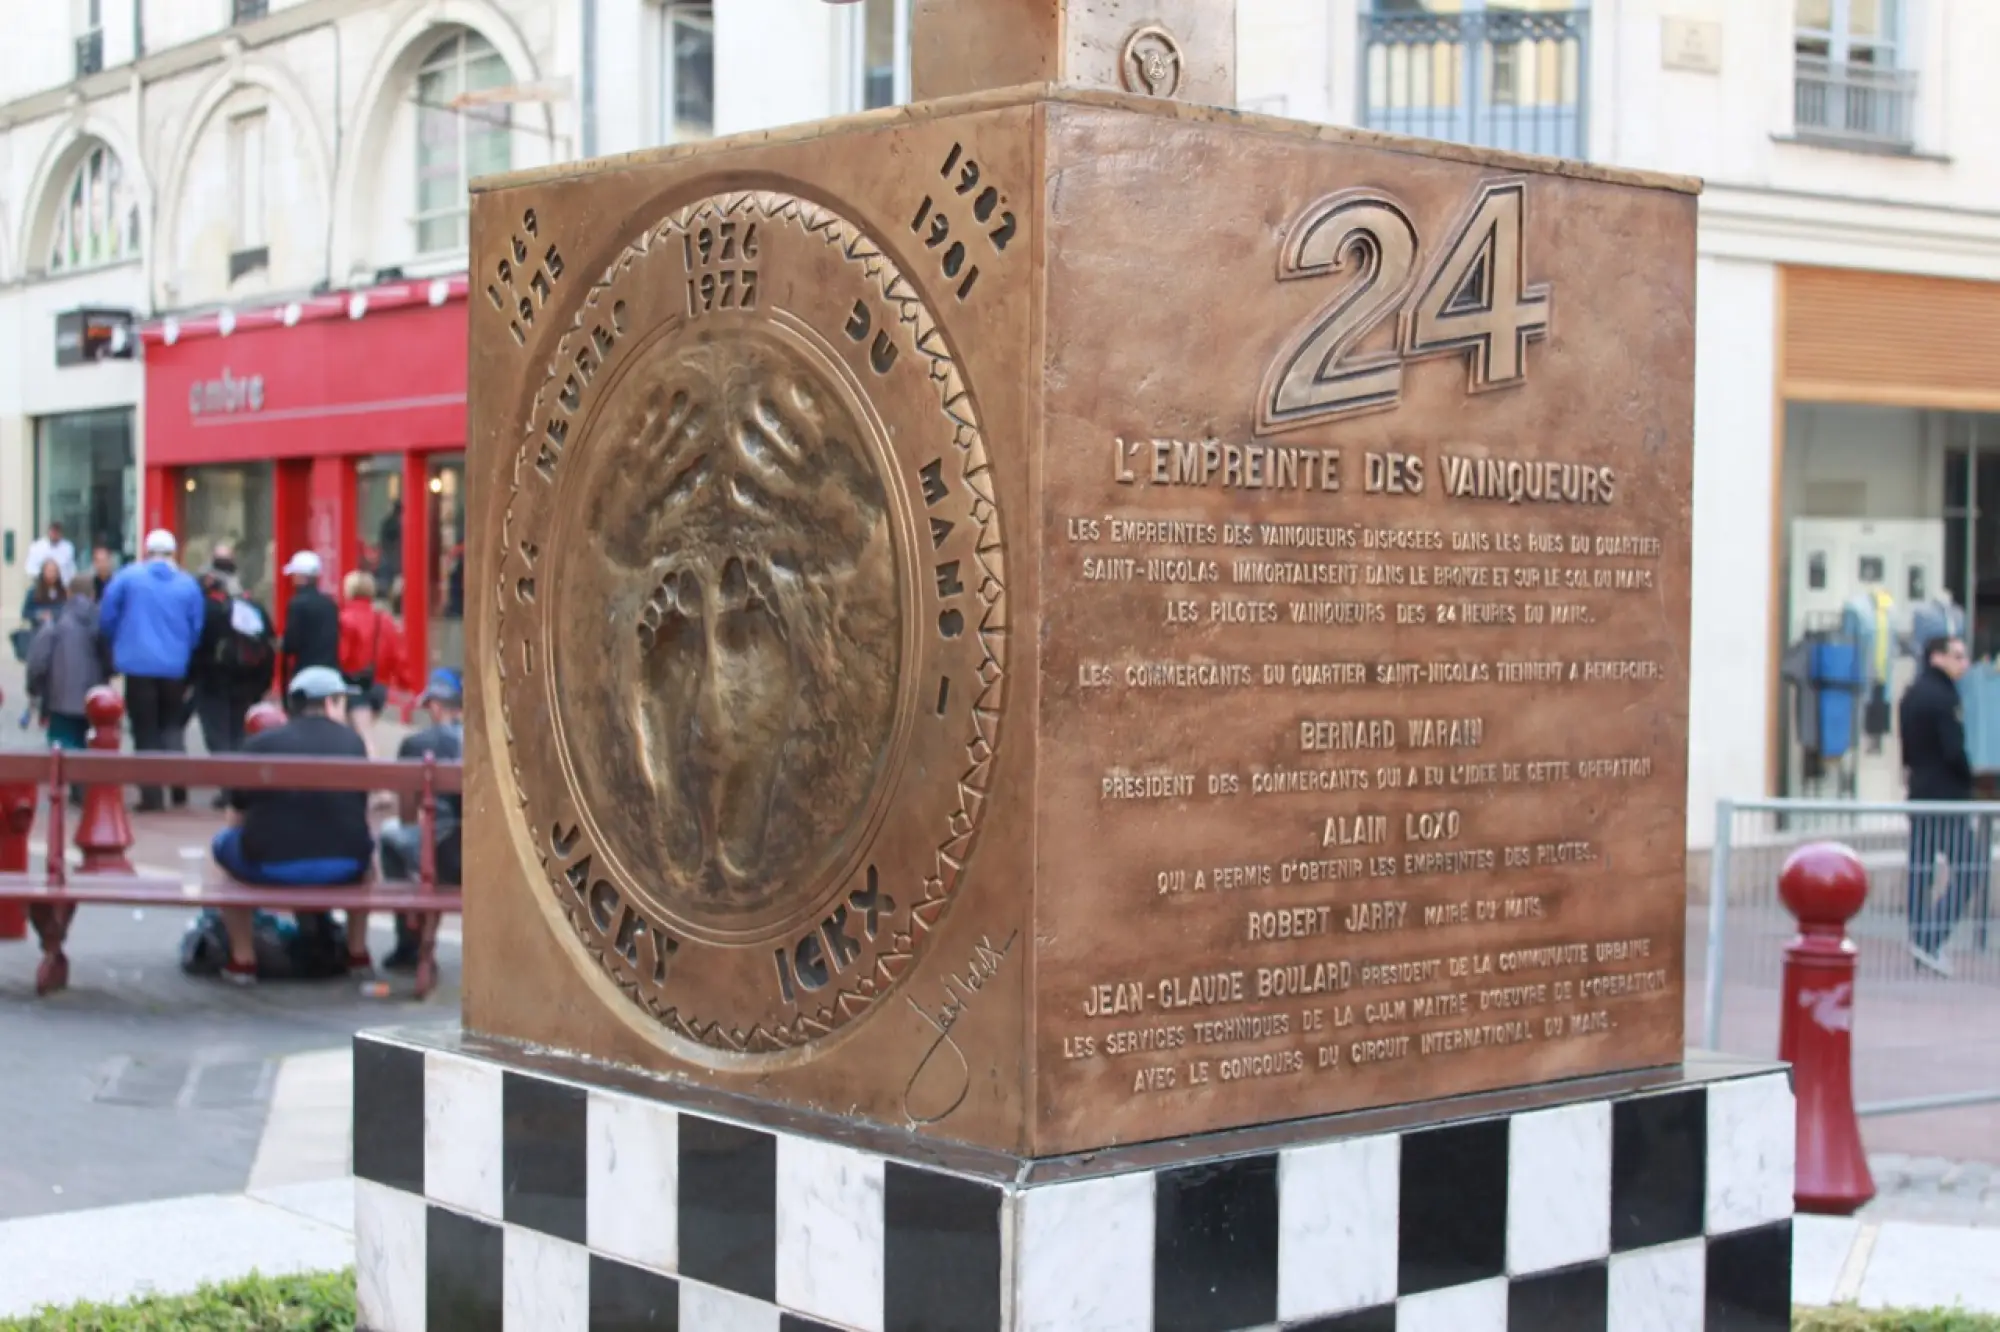 ombre
1969
1975
1976
1977
1982
1981
- 24 HEURES DU MANS -
JACKY ICKX
Jacky Ickx
24
L'EMPREINTE DES VAINQUEURS
LES "EMPREINTES DES VAINQUEURS" DISPOSEES DANS LES RUES DU QUARTIER
SAINT-NICOLAS IMMORTALISENT DANS LE BRONZE ET SUR LE SOL DU MANS
LES PILOTES VAINQUEURS DES 24 HEURES DU MANS.
LES COMMERCANTS DU QUARTIER SAINT-NICOLAS TIENNENT A REMERCIER:
BERNARD WARAIN
PRESIDENT DES COMMERCANTS QUI A EU L'IDEE DE CETTE OPERATION
ALAIN LOXO
QUI A PERMIS D'OBTENIR LES EMPREINTES DES PILOTES.
ROBERT JARRY MAIRE DU MANS
JEAN-CLAUDE BOULARD PRESIDENT DE LA COMMUNAUTE URBAINE
LES SERVICES TECHNIQUES DE LA C.U.M MAITRE D'OEUVRE DE L'OPERATION
AVEC LE CONCOURS DU CIRCUIT INTERNATIONAL DU MANS.